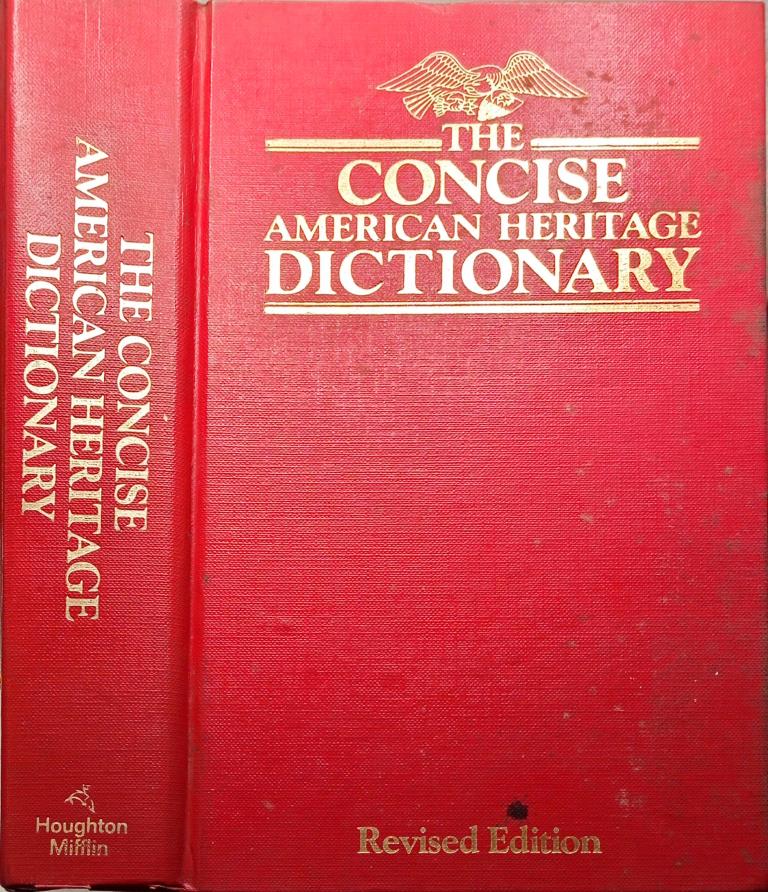 THE CONCISE
AMERICAN HERITAGE
DICTIONARY
Houghton
Mifflin
THE
CONCISE
AMERICAN HERITAGE
DICTIONARY
Revised Edition